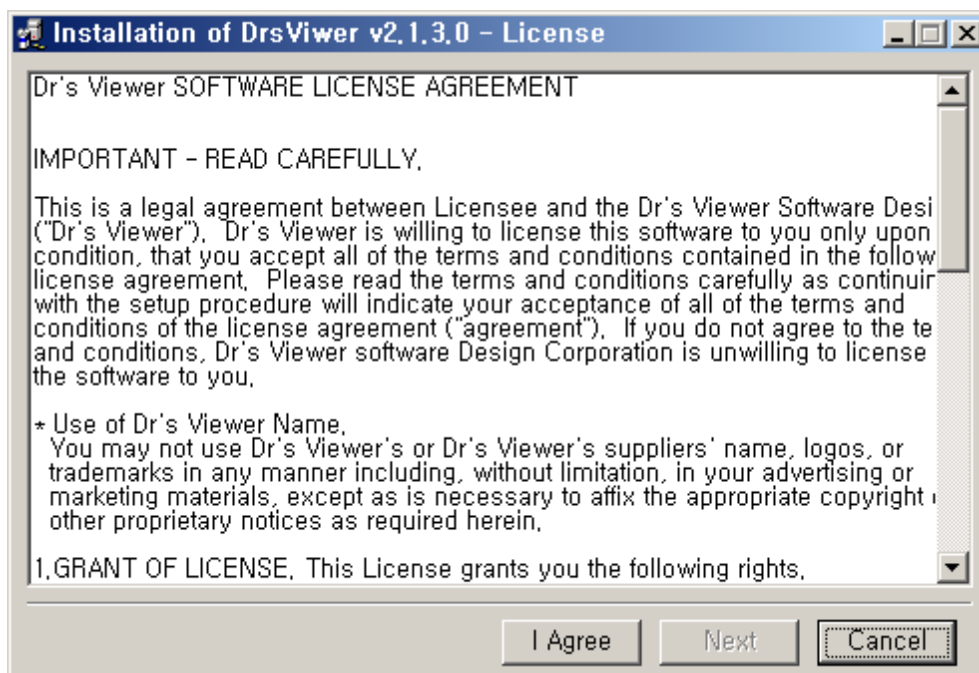 Installation of DrsViwer v2.1.3.0 - License
Dr's Viewer SOFTWARE LICENSE AGREEMENT
IMPORTANT - READ CAREFULLY.
This is a legal agreement between Licensee and the Dr's Viewer Software Desi
("Dr's Viewer"). Dr's Viewer is willing to license this software to you only upon
condition, that you accept all of the terms and conditions contained in the follow
license agreement. Please read the terms and conditions carefully as continuin
with the setup procedure will indicate your acceptance of all of the terms and
conditions of the license agreement ("agreement"). If you do not agree to the te
and conditions, Dr's Viewer software Design Corporation is unwilling to license
the software to you.
* Use of Dr's Viewer Name.
You may not use Dr's Viewer's or Dr's Viewer's suppliers' name, logos, or
trademarks in any manner including, without limitation, in your advertising or
marketing materials, except as is necessary to affix the appropriate copyright
other proprietary notices as required herein.
1.GRANT OF LICENSE. This License grants you the following rights.
I Agree
Next
Cancel